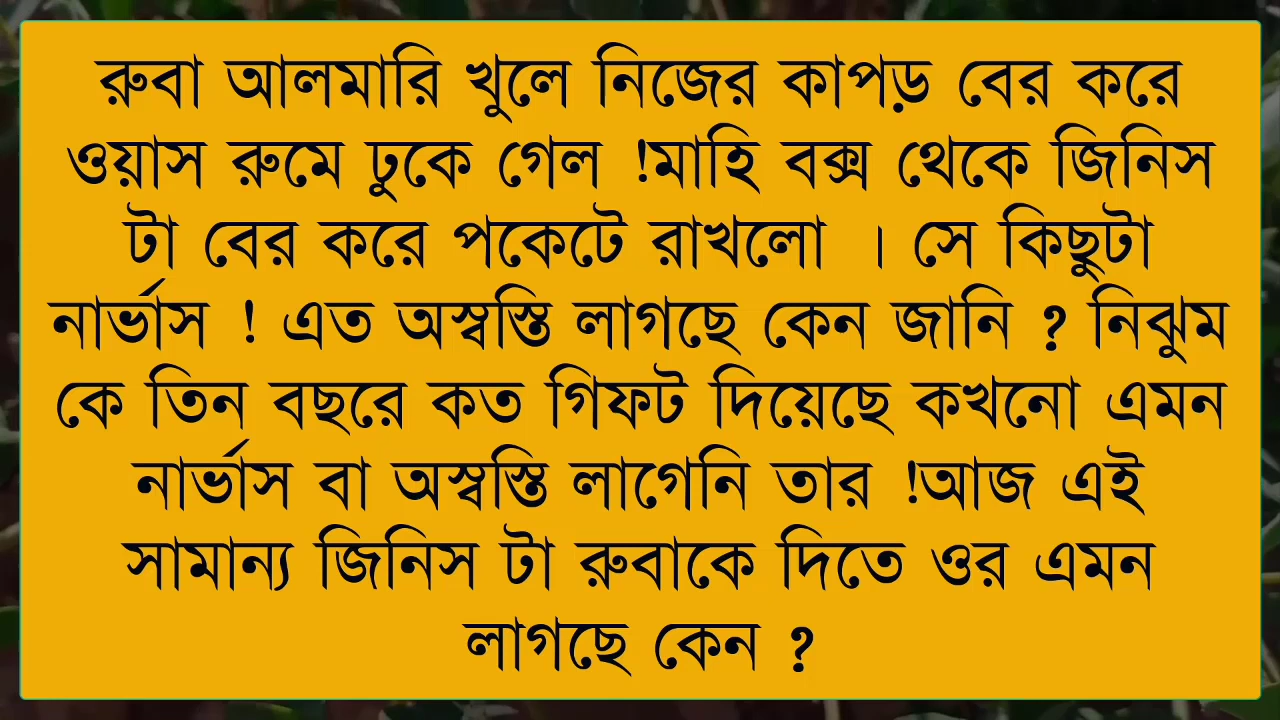 রুবা আলমারি খুলে নিজের কাপড় বের করে
ওয়াস রুমে ঢুকে গেল !মাহি বক্স থেকে জিনিস
টা বের করে পকেটে রাখলো । সে কিছুটা
নার্ভাস ! এত অস্বস্তি লাগছে কেন জানি ? নিঝুম
কে তিন বছরে কত গিফট দিয়েছে কখনো এমন
নার্ভাস বা অস্বস্তি লাগেনি তার !আজ এই
সামান্য জিনিস টা রুবাকে দিতে ওর এমন
লাগছে কেন ?